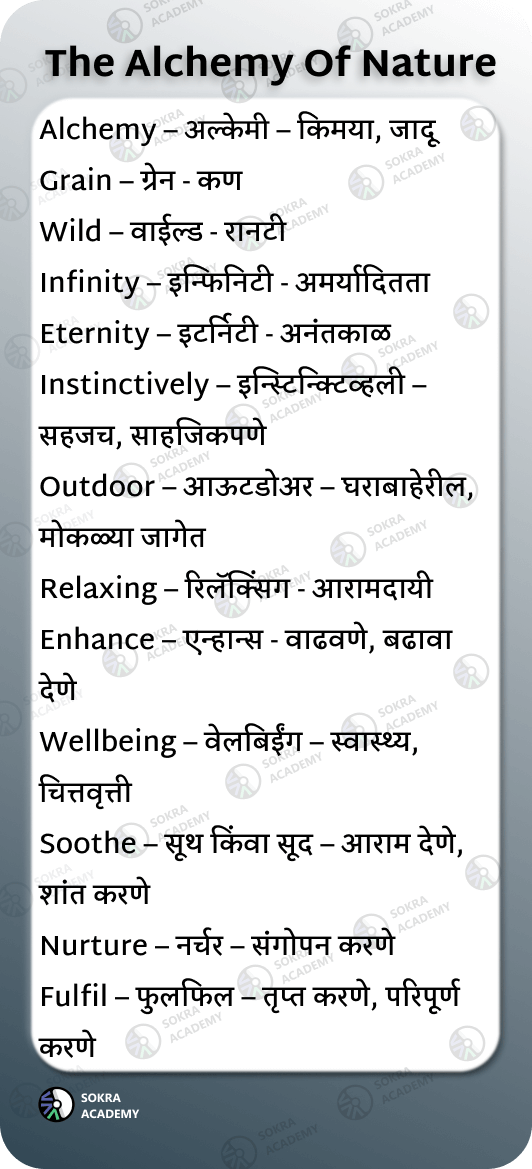 The Alchemy Of Nature
Alchemy – अल्केमी – किमया, जादू
Grain – ग्रेन - कण
Wild – वाईल्ड - रानटी
Infinity – इन्फिनिटी - अमर्यादितता
Eternity – इटर्निटी - अनंतकाळ
Instinctively – इन्स्टिन्क्टिव्हली –
सहजच, साहजिकपणे
Outdoor – आऊटडोअर – घराबाहेरील,
मोकळ्या जागेत
Relaxing – रिलॅक्सिंग - आरामदायी
Enhance – एन्हान्स - वाढवणे, बढावा
देणे
Wellbeing – वेलबिईंग – स्वास्थ्य,
चित्तवृत्ती
Soothe – सूथ किंवा सूद – आराम देणे,
शांत करणे
Nurture – नर्चर – संगोपन करणे
Fulfil – फुलफिल – तृप्त करणे, परिपूर्ण
करणे
SOKRA
ACADEMY